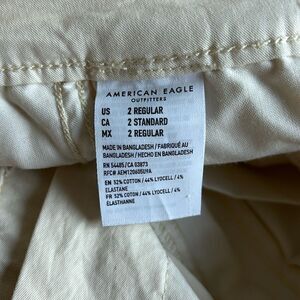 AMERICAN EAGLE
OUTFITTERS
US 2 REGULAR
CA 2 STANDARD
MX 2 REGULAR
MADE IN BANGLADESH / FABRIQUÉ AU
BANGLADESH / HECHO EN BANGLADESH
RN 54485/CA 03873
RFC# AEM120605UHA
EN 52% COTTON / 44% LYOCELL / 4%
ELASTANE
FR 52% COTON / 44% LYOCELL / 4%
ÉLASTHANNE